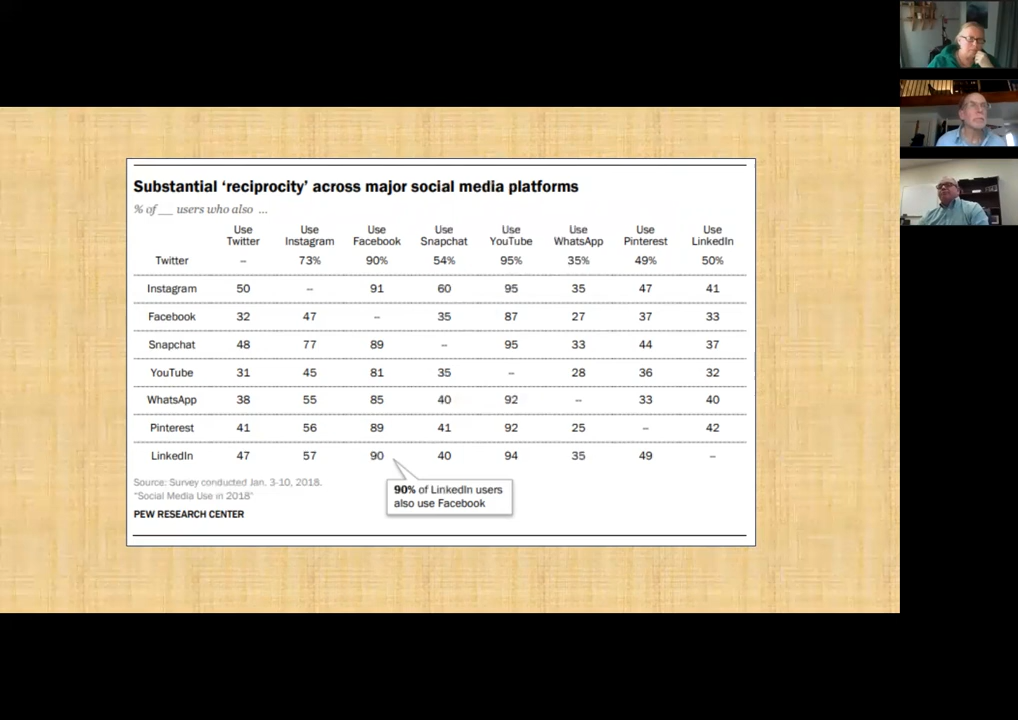 Substantial 'reciprocity' across major social media platforms
% of __ users who also ...
Use Twitter Use Instagram Use Facebook Use Snapchat Use YouTube Use WhatsApp Use Pinterest Use LinkedIn
Twitter -- 73% 90% 54% 95% 35% 49% 50%
Instagram 50 -- 91 60 95 35 47 41
Facebook 32 47 -- 35 87 27 37 33
Snapchat 48 77 89 -- 95 33 44 37
YouTube 31 45 81 35 -- 28 36 32
WhatsApp 38 55 85 40 92 -- 33 40
Pinterest 41 56 89 41 92 25 -- 42
LinkedIn 47 57 90 40 94 35 49 --
90% of LinkedIn users
also use Facebook
Source: Survey conducted Jan. 3-10, 2018.
"Social Media Use in 2018"
PEW RESEARCH CENTER